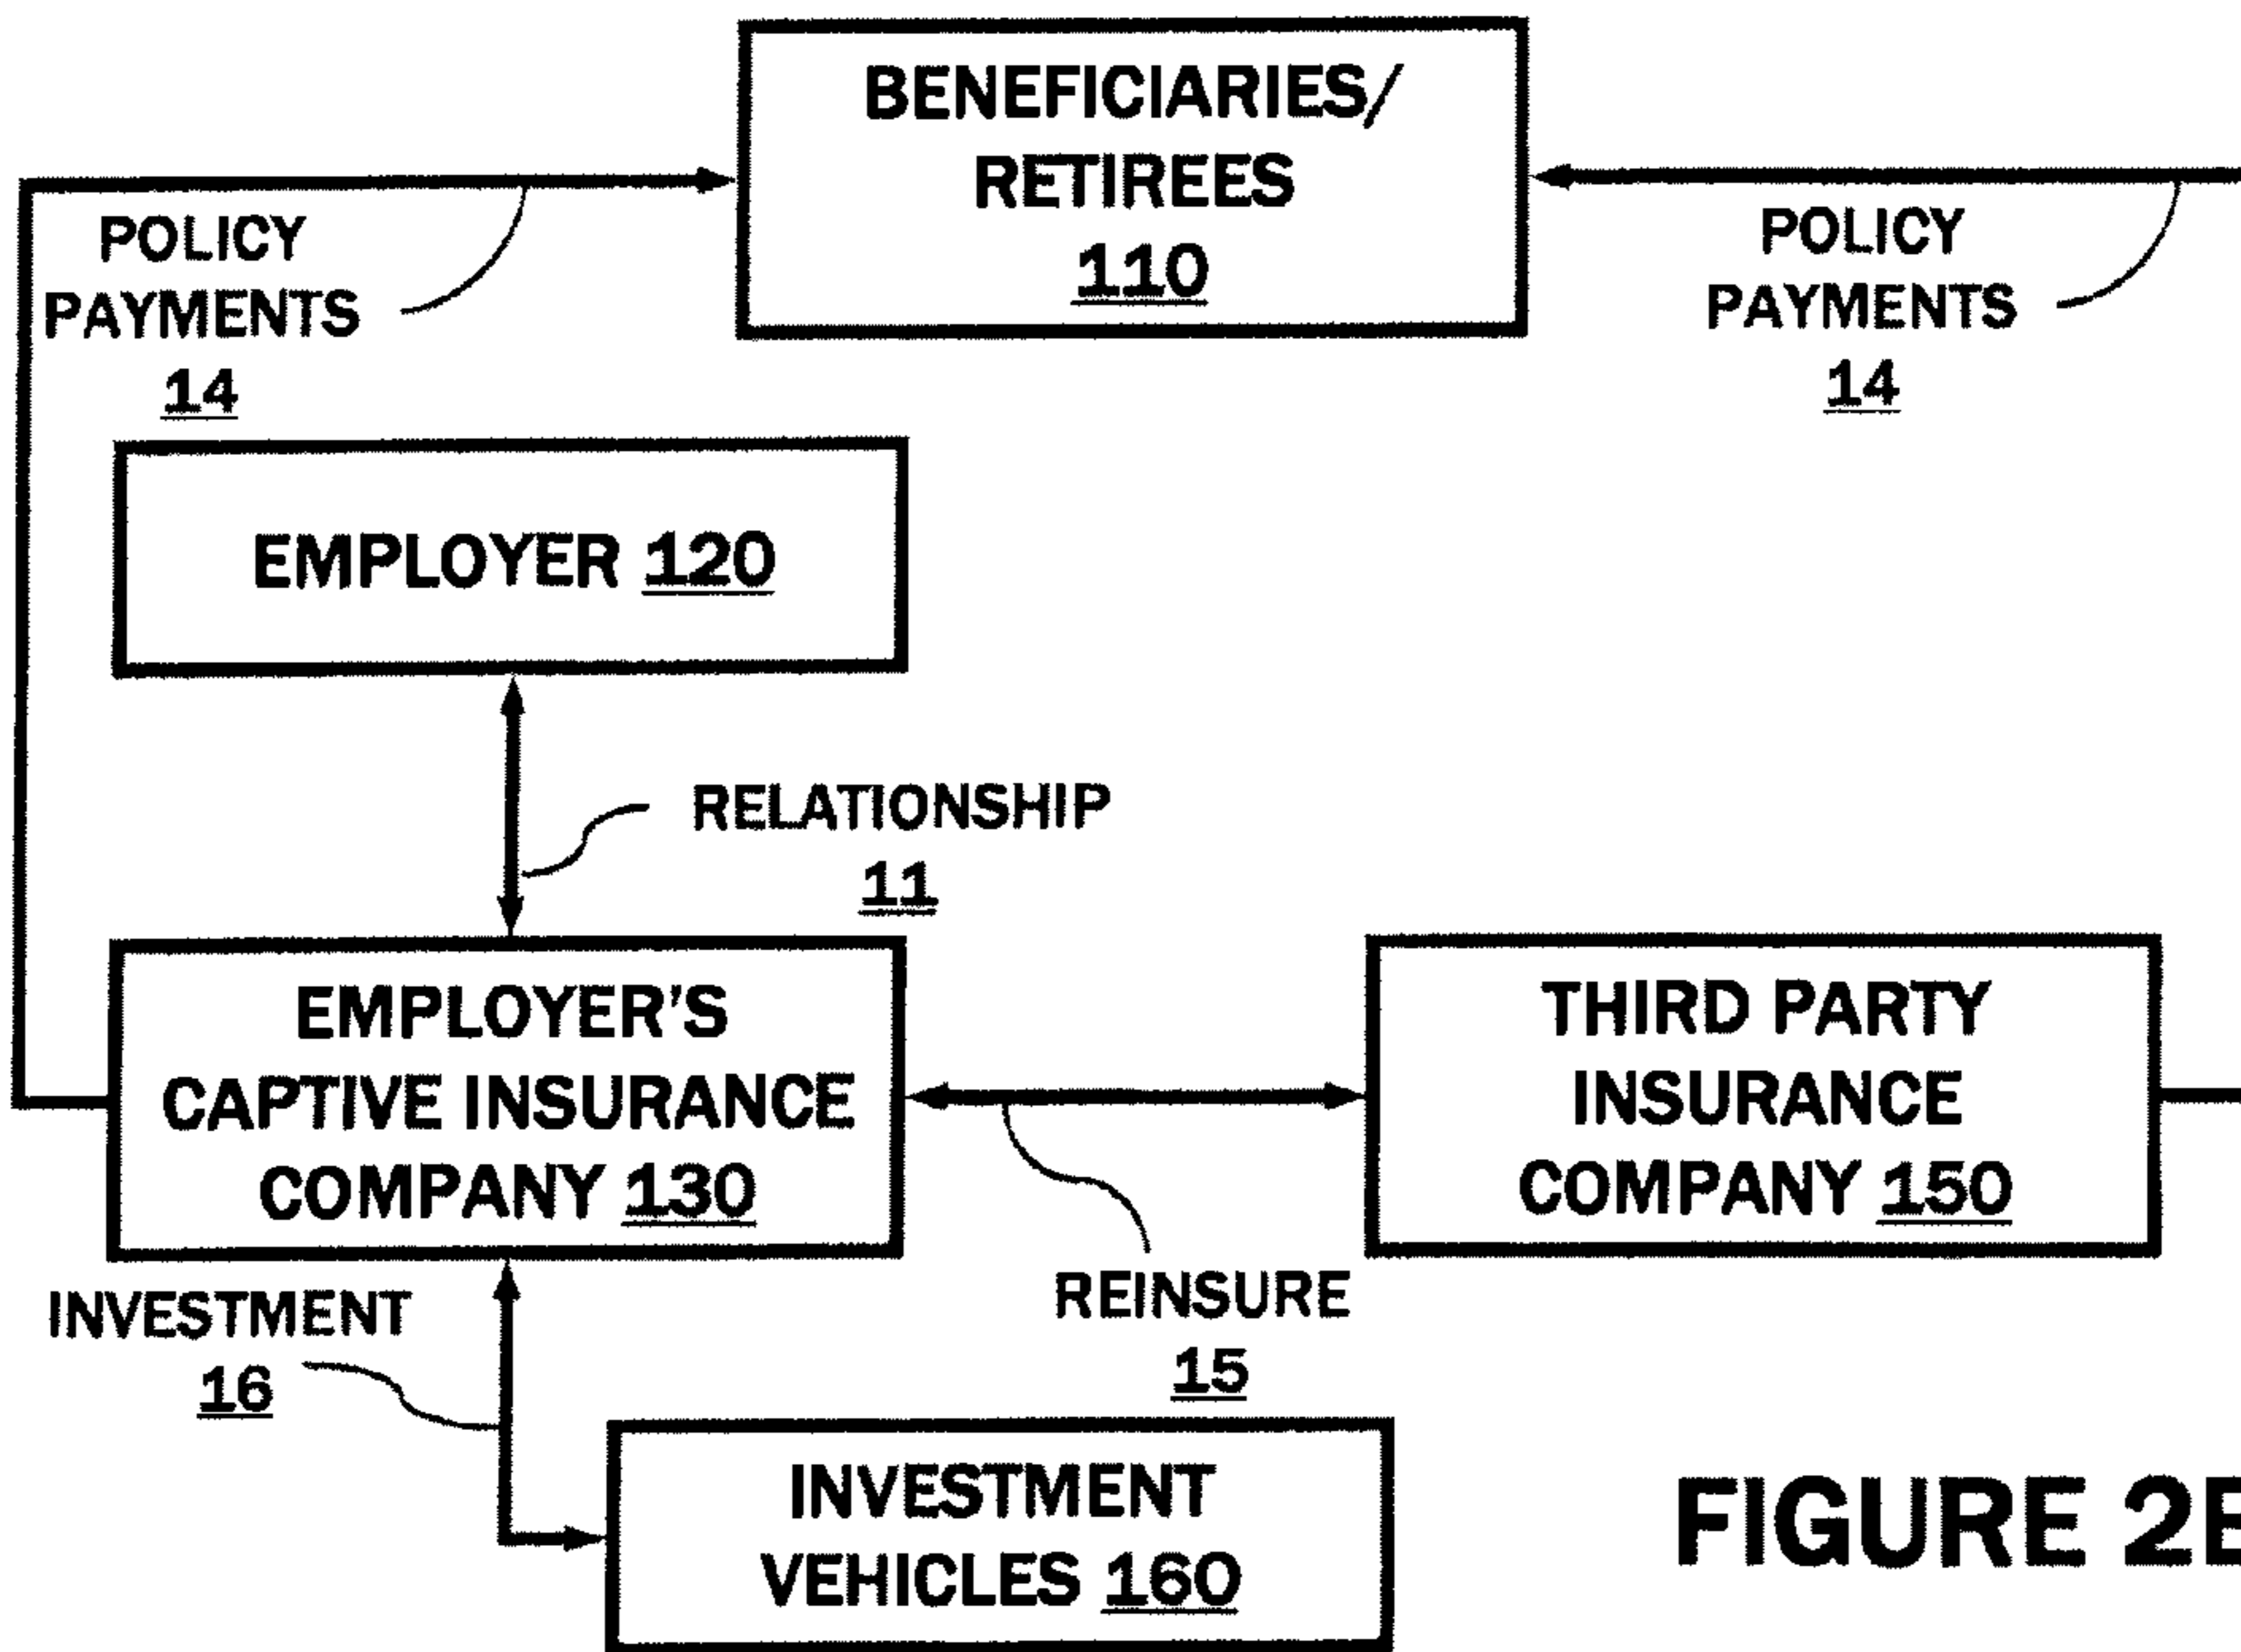 BENEFICIARIES/
RETIREES
110
POLICY
PAYMENTS
14
POLICY
PAYMENTS
14
EMPLOYER 120
RELATIONSHIP
11
EMPLOYER'S
CAPTIVE INSURANCE
COMPANY 130
THIRD PARTY
INSURANCE
COMPANY 150
INVESTMENT
16
REINSURE
15
INVESTMENT
VEHICLES 160
FIGURE